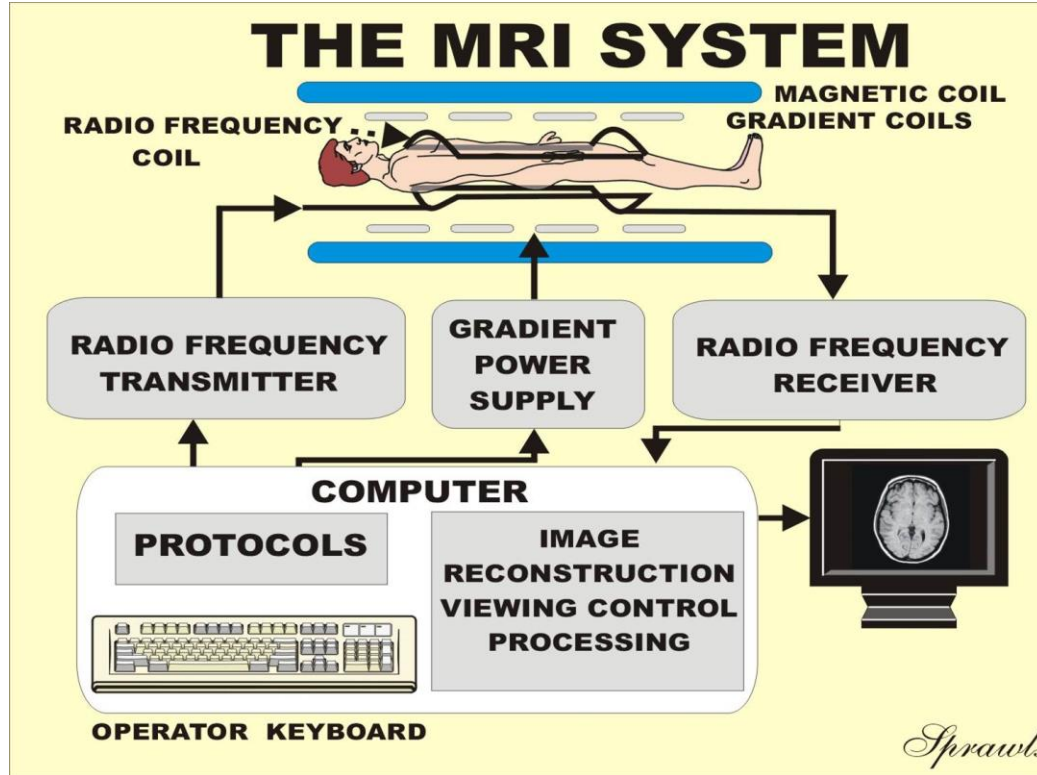 THE MRI SYSTEM
MAGNETIC COIL
GRADIENT COILS
RADIO FREQUENCY
COIL
RADIO FREQUENCY
TRANSMITTER
GRADIENT
POWER
SUPPLY
RADIO FREQUENCY
RECEIVER
COMPUTER
PROTOCOLS
IMAGE
RECONSTRUCTION
VIEWING CONTROL
PROCESSING
OPERATOR KEYBOARD